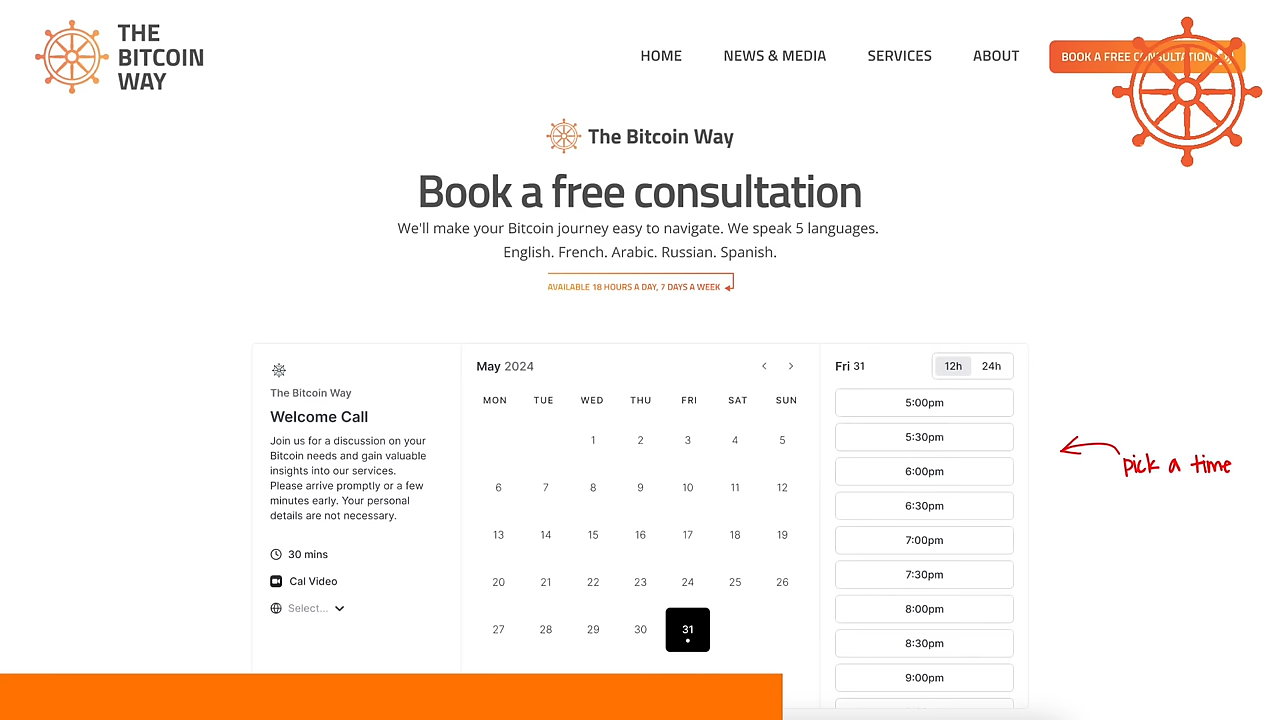 THE
BITCOIN
WAY
HOME
NEWS & MEDIA
SERVICES
ABOUT
BOOK A FREE CONSULTATION
The Bitcoin Way
Book a free consultation
We'll make your Bitcoin journey easy to navigate. We speak 5 languages.
English. French. Arabic. Russian. Spanish.
AVAILABLE 18 HOURS A DAY, 7 DAYS A WEEK
The Bitcoin Way
Welcome Call
Join us for a discussion on your
Bitcoin needs and gain valuable
insights into our services.
Please arrive promptly or a few
minutes early. Your personal
details are not necessary.
30 mins
Cal Video
Select...
May 2024
MON TUE WED THU FRI SAT SUN
1 2 3 4 5
6 7 8 9 10 11 12
13 14 15 16 17 18 19
20 21 22 23 24 25 26
27 28 29 30 31
Fri 31
12h 24h
5:00pm
5:30pm
6:00pm
6:30pm
7:00pm
7:30pm
8:00pm
8:30pm
9:00pm
pick a time